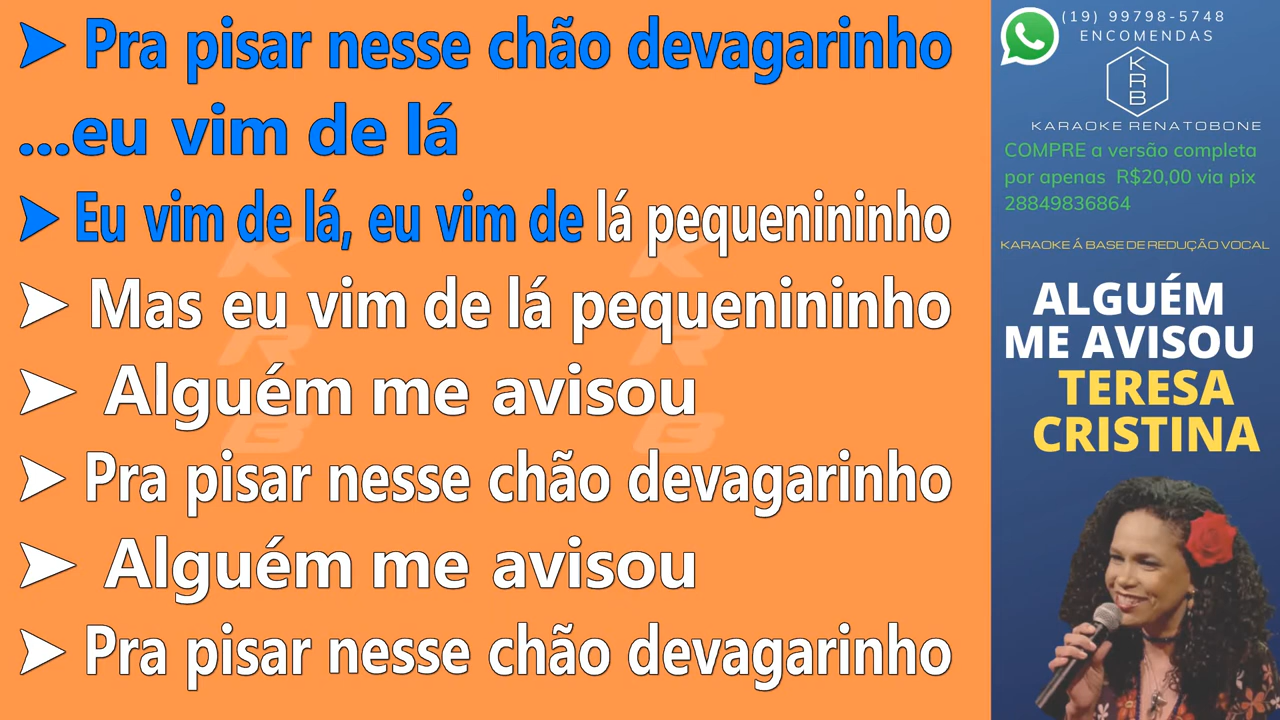 ➤ Pra pisar nesse chão devagarinho
...eu vim de lá
➤ Eu vim de lá, eu vim de lá pequenininho
➤ Mas eu vim de lá pequenininho
➤ Alguém me avisou
➤ Pra pisar nesse chão devagarinho
➤ Alguém me avisou
➤ Pra pisar nesse chão devagarinho
KRB
KRB
(19) 99798-5748
ENCOMENDAS
KRB
KARAOKE RENATOBONE
COMPRE a versão completa
por apenas R$20,00 via pix
28849836864
KARAOKE Á BASE DE REDUÇÃO VOCAL
ALGUÉM
ME AVISOU
TERESA
CRISTINA